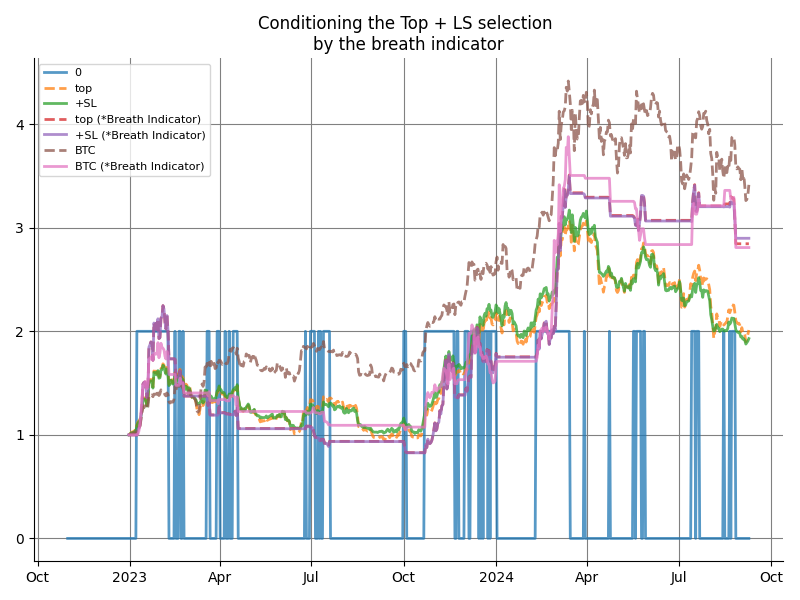 Conditioning the Top + LS selection
by the breath indicator
0
top
+SL
top (*Breath Indicator)
+SL (*Breath Indicator)
BTC
BTC (*Breath Indicator)
4
3
2
1
0
Oct
2023
Apr
Jul
Oct
2024
Apr
Jul
Oct